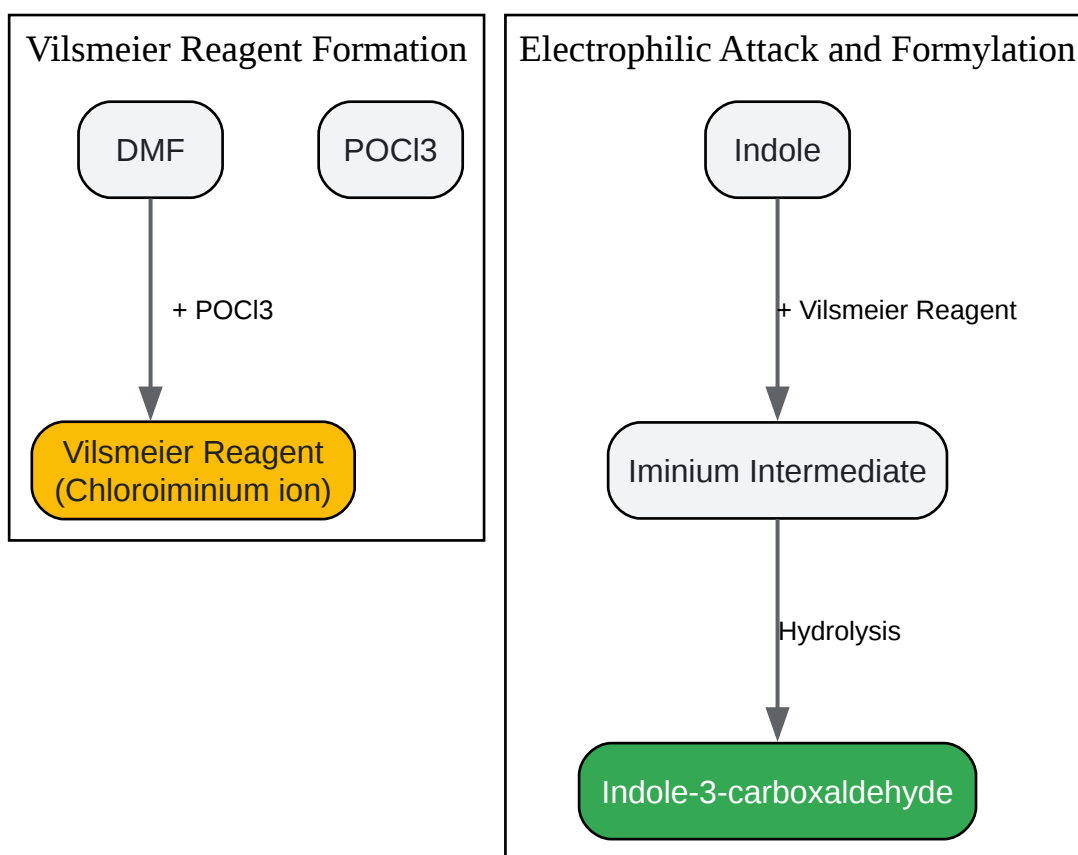 Vilsmeier Reagent Formation
DMF
POCl3
+ POCl3
Vilsmeier Reagent
(Chloroiminium ion)
Electrophilic Attack and Formylation
Indole
+ Vilsmeier Reagent
Iminium Intermediate
Hydrolysis
Indole-3-carboxaldehyde